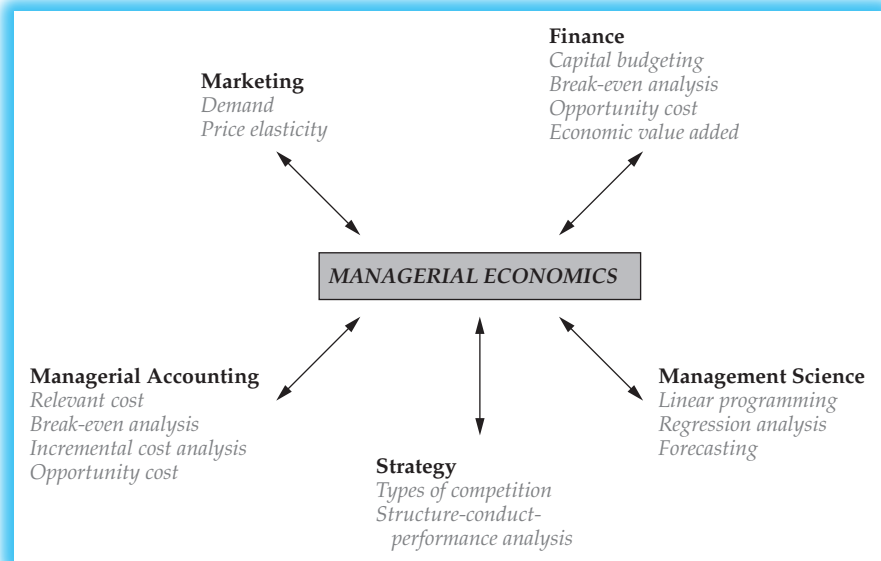 Marketing
Demand
Price elasticity
Finance
Capital budgeting
Break-even analysis
Opportunity cost
Economic value added
MANAGERIAL ECONOMICS
Managerial Accounting
Relevant cost
Break-even analysis
Incremental cost analysis
Opportunity cost
Strategy
Types of competition
Structure-conduct-
performance analysis
Management Science
Linear programming
Regression analysis
Forecasting